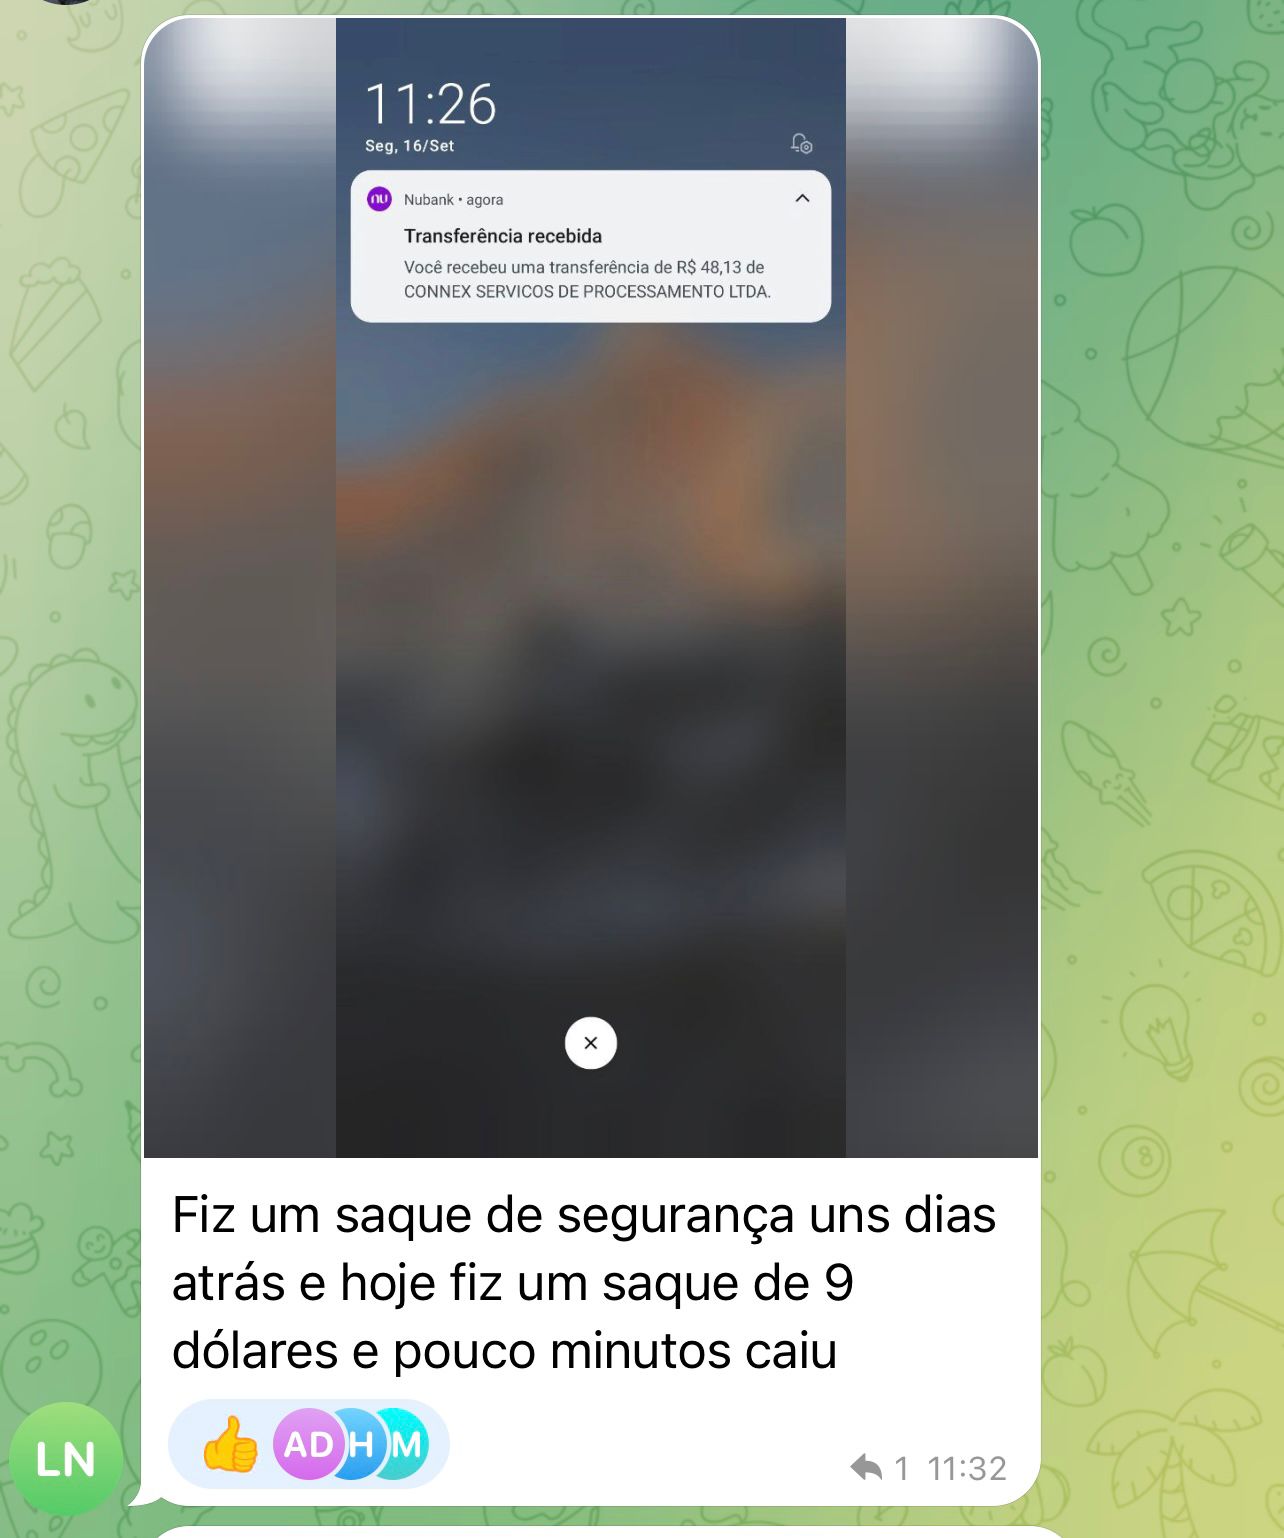 11:26
Seg, 16/Set
nu Nubank • agora
Transferência recebida
Você recebeu uma transferência de R$ 48,13 de
CONNEX SERVICOS DE PROCESSAMENTO LTDA.
Fiz um saque de segurança uns dias
atrás e hoje fiz um saque de 9
dólares e pouco minutos caiu
LN
👍 AD H M
1 11:32